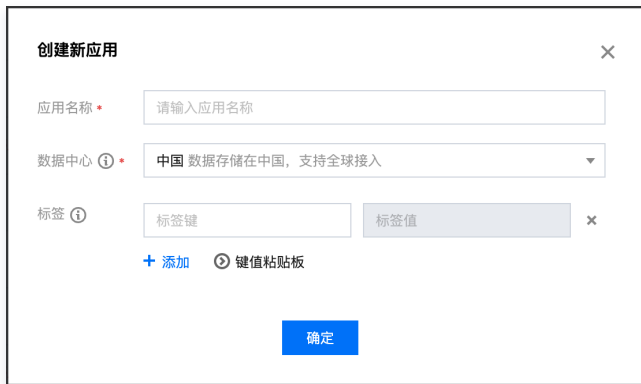 创建新应用
应用名称 * 请输入应用名称
数据中心 * 中国 数据存储在中国，支持全球接入
标签 标签键 标签值
+ 添加 键值粘贴板
确定